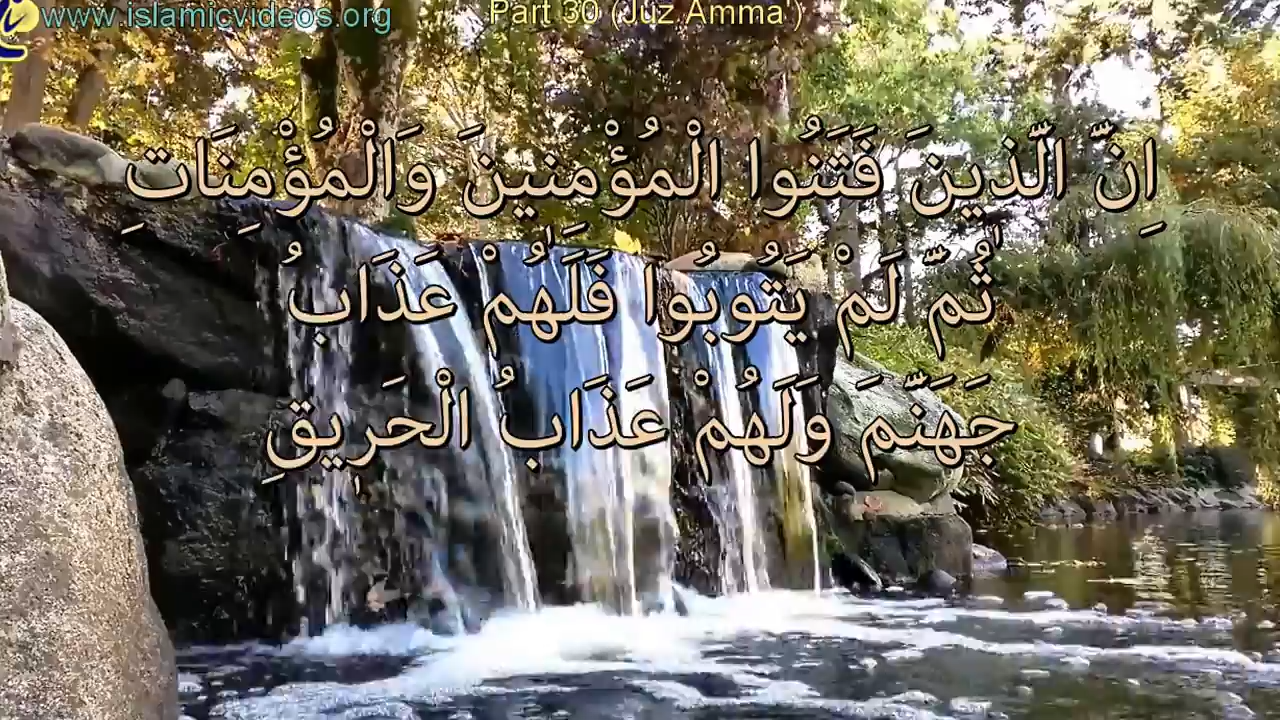 www.islamicvideos.org
Part 30 (Juz Amma')
اِنَّ الَّذ۪ينَ فَتَنُوا الْمُؤْمِن۪ينَ وَالْمُؤْمِنَاتِ
ثُمَّ لَمْ يَتُوبُوا فَلَهُمْ عَذَابُ
جَهَنَّمَ وَلَهُمْ عَذَابُ الْحَر۪يقِ